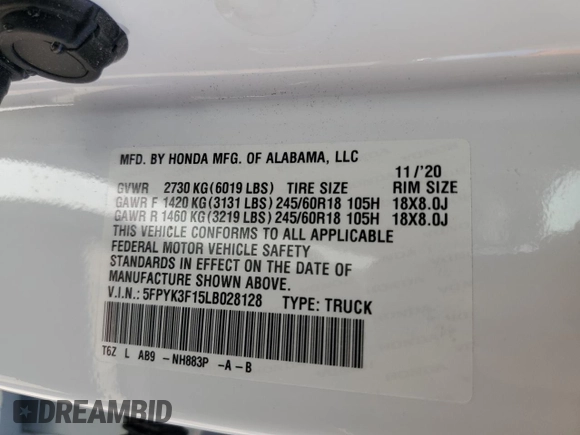 MFD. BY HONDA MFG. OF ALABAMA, LLC
11/'20
GVWR 2730 KG(6019 LBS) TIRE SIZE RIM SIZE
GAWR F 1420 KG(3131 LBS) 245/60R18 105H 18X8.0J
GAWR R 1460 KG(3219 LBS) 245/60R18 105H 18X8.0J
THIS VEHICLE CONFORMS TO ALL APPLICABLE
FEDERAL MOTOR VEHICLE SAFETY
STANDARDS IN EFFECT ON THE DATE OF
MANUFACTURE SHOWN ABOVE.
V.I.N.: 5FPYK3F15LB028128 TYPE: TRUCK
T6Z L AB9 -NH883P -A-B
DREAMBID